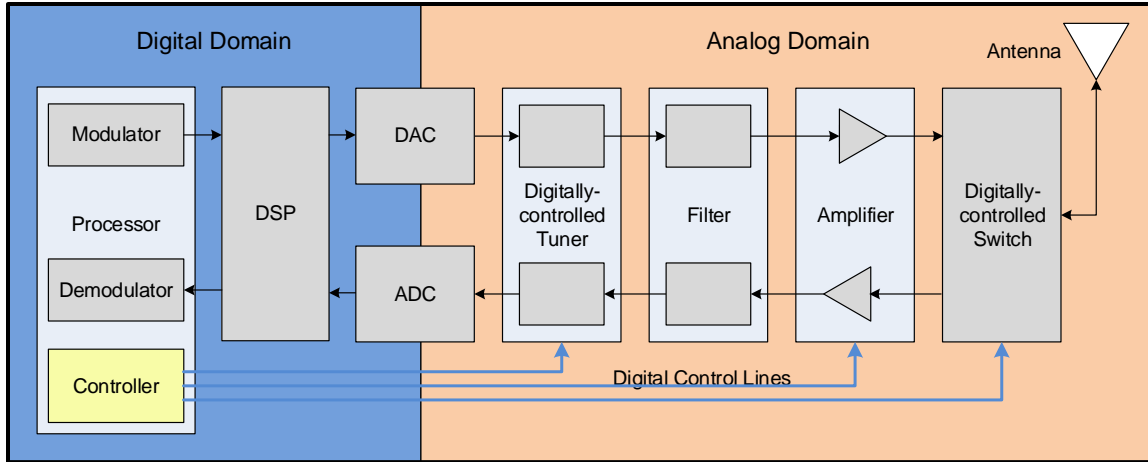 Digital Domain
Analog Domain
Antenna
Modulator
DAC
Processor
DSP
Digitally-
controlled
Tuner
Filter
Amplifier
Digitally-
controlled
Switch
Demodulator
ADC
Controller
Digital Control Lines